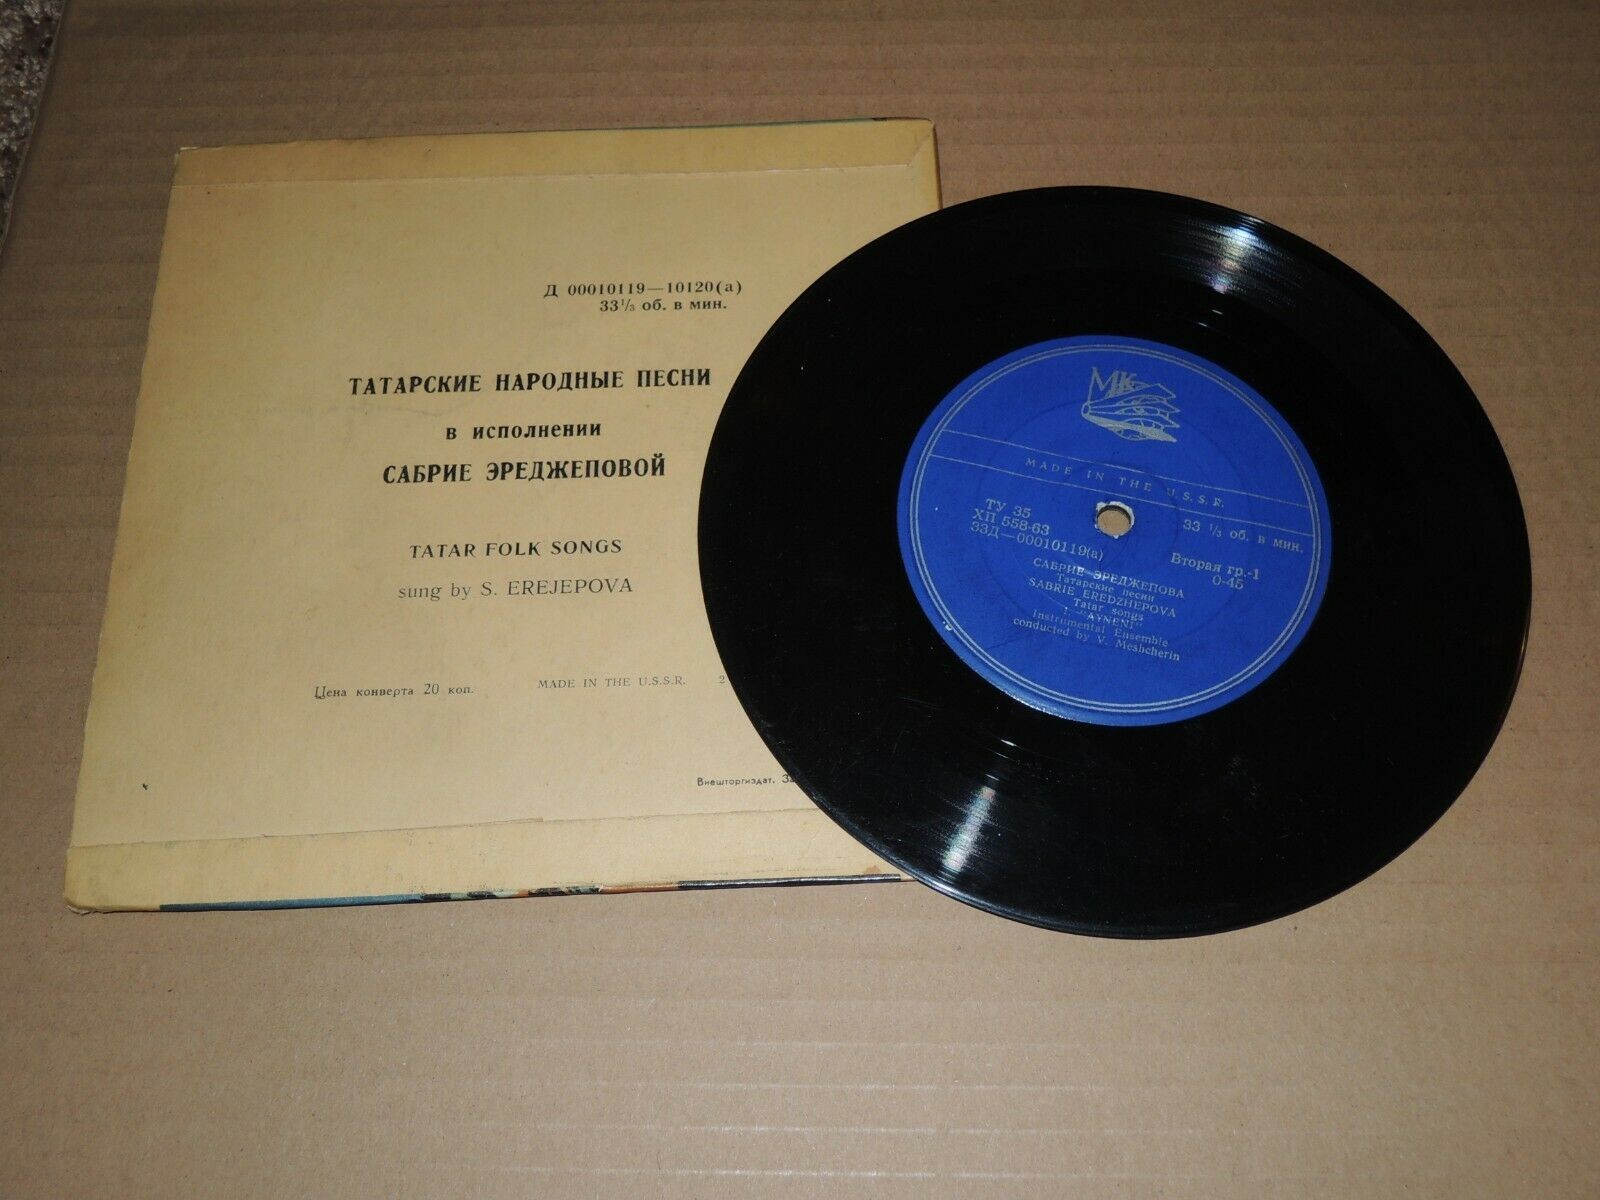 Д 00010119—10120(а)
33⅓ об. в мин.
ТАТАРСКИЕ НАРОДНЫЕ ПЕСНИ
в исполнении
САБРИЕ ЭРЕДЖЕПОВОЙ
TATAR FOLK SONGS
sung by S. EREJEPOVA
Цена конверта 20 коп. MADE IN THE U.S.S.R. 2
Внешторгиздат.
МК
MADE IN THE U.S.S.R.
ТУ 35
ХП 558-63
33Д—00010119(а)
33 ⅓ об. в мин.
Вторая гр.-1
0-45
САБРИЕ ЭРЕДЖЕПОВА
Татарские песни
SABRIE EREDZHEPOVA
Tatar songs
"AYNENI"
Instrumental Ensemble
conducted by V. Meshcherin